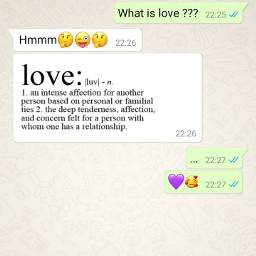 What is love ??? 22:25
Hmmm🤔😜🤔 22:26
love: |luv| - n.
1. an intense affection for another
person based on personal or familial
ties 2. the deep tenderness, affection,
and concern felt for a person with
whom one has a relationship.
22:26
... 22:27
💜🥰 22:27